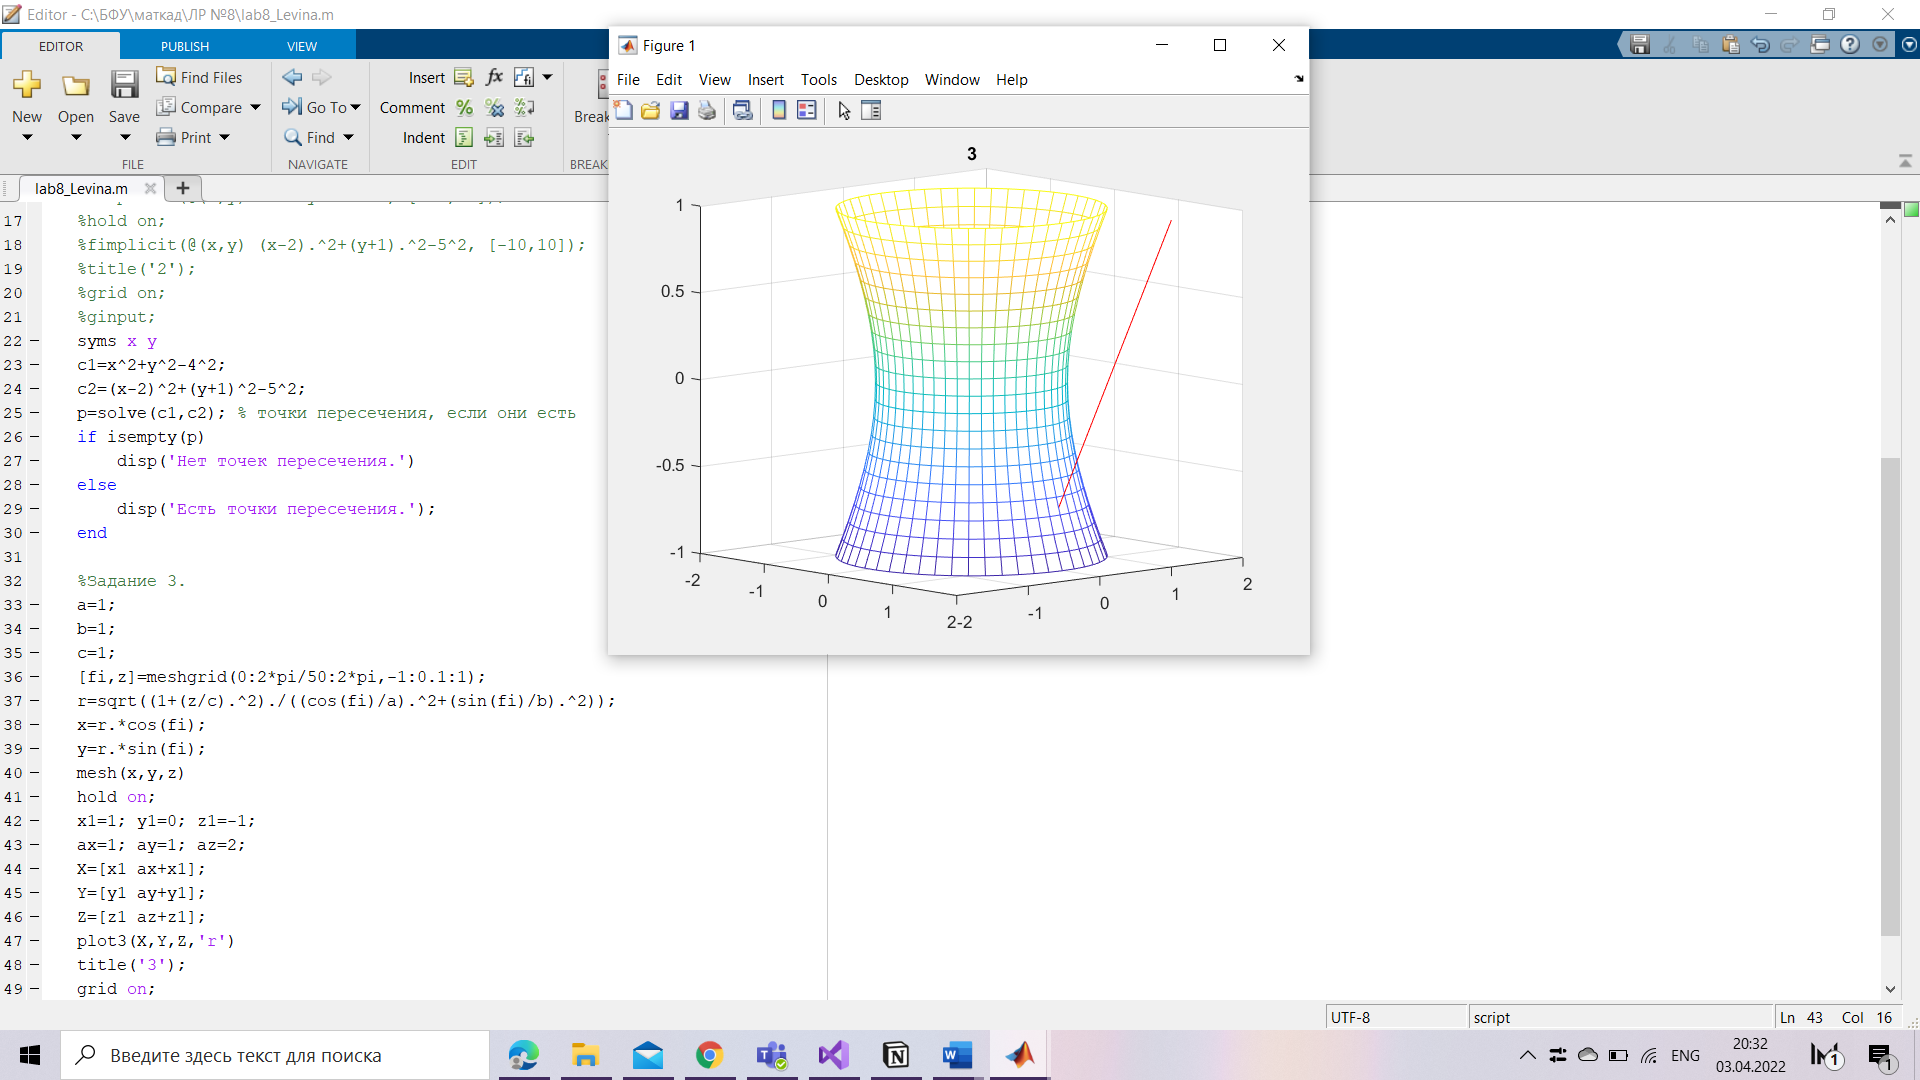 Editor - C:\БФУ\маткад\ЛР №8\lab8_Levina.m
EDITOR PUBLISH VIEW
New Open Save
Find Files
Compare
Print
FILE
Go To
Find
NAVIGATE
Insert fx
Comment
Indent
EDIT
Break
BREAK
lab8_Levina.m
17 %hold on;
18 %fimplicit(@(x,y) (x-2).^2+(y+1).^2-5^2, [-10,10]);
19 %title('2');
20 %grid on;
21 %ginput;
22 – syms x y
23 – c1=x^2+y^2-4^2;
24 – c2=(x-2)^2+(y+1)^2-5^2;
25 – p=solve(c1,c2); % точки пересечения, если они есть
26 – if isempty(p)
27 – disp('Нет точек пересечения.')
28 – else
29 – disp('Есть точки пересечения.');
30 – end
31
32 %Задание 3.
33 – a=1;
34 – b=1;
35 – c=1;
36 – [fi,z]=meshgrid(0:2*pi/50:2*pi,-1:0.1:1);
37 – r=sqrt((1+(z/c).^2)./((cos(fi)/a).^2+(sin(fi)/b).^2));
38 – x=r.*cos(fi);
39 – y=r.*sin(fi);
40 – mesh(x,y,z)
41 – hold on;
42 – x1=1; y1=0; z1=-1;
43 – ax=1; ay=1; az=2;
44 – X=[x1 ax+x1];
45 – Y=[y1 ay+y1];
46 – Z=[z1 az+z1];
47 – plot3(X,Y,Z,'r')
48 – title('3');
49 – grid on;
Figure 1
File Edit View Insert Tools Desktop Window Help
3
1
0.5
0
-0.5
-1
-2 -1 0 1 2
-2 -1 0 1 2
UTF-8 script Ln 43 Col 16
Введите здесь текст для поиска
ENG
20:32
03.04.2022
1
1